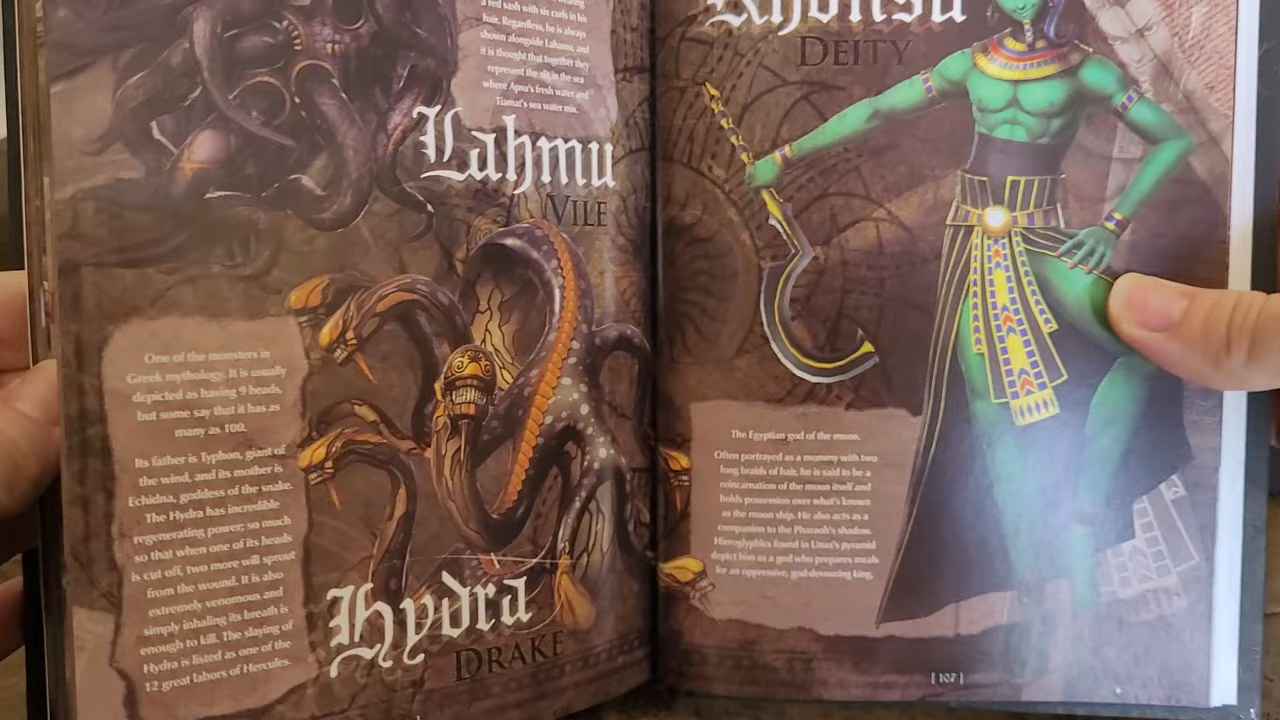 a red sash with six curls in his
hair. Regardless, he is always
shown alongside Lahamu, and
it is thought that together they
represent the silt in the sea
where Apsu's fresh water and
Tiamat's sea water mix.
Lahmu
VILE
One of the monsters in
Greek mythology. It is usually
depicted as having 9 heads,
but some say that it has as
many as 100.
Its father is Typhon, giant of
the wind, and its mother is
Echidna, goddess of the snake.
The Hydra has incredible
regenerating power; so much
so that when one of its heads
is cut off, two more will sprout
from the wound. It is also
extremely venomous and
simply inhaling its breath is
enough to kill. The slaying of
Hydra is listed as one of the
12 great labors of Hercules.
Hydra
DRAKE
Khonsu
DEITY
The Egyptian god of the moon.
Often portrayed as a mummy with two
long braids of hair, he is said to be a
reincarnation of the moon itself and
holds possession over what's known
as the moon ship. He also acts as a
companion to the Pharaoh's shadow.
Hieroglyphics found in Unas's pyramid
depict him as a god who prepares meals
for an oppressive, god-devouring king.
[ 107 ]